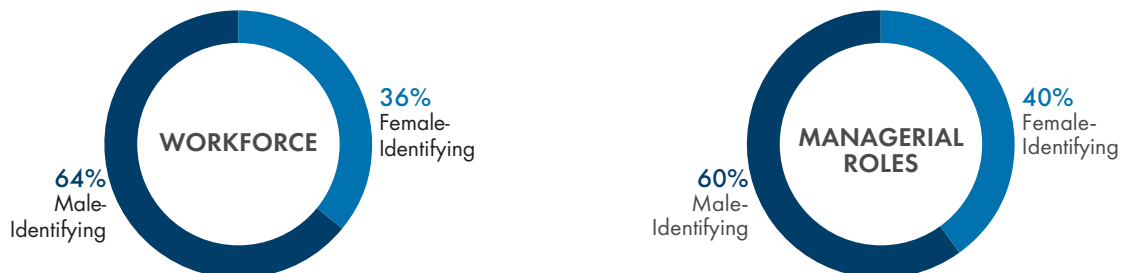 WORKFORCE
36%
Female-
Identifying
64%
Male-
Identifying
MANAGERIAL
ROLES
40%
Female-
Identifying
60%
Male-
Identifying